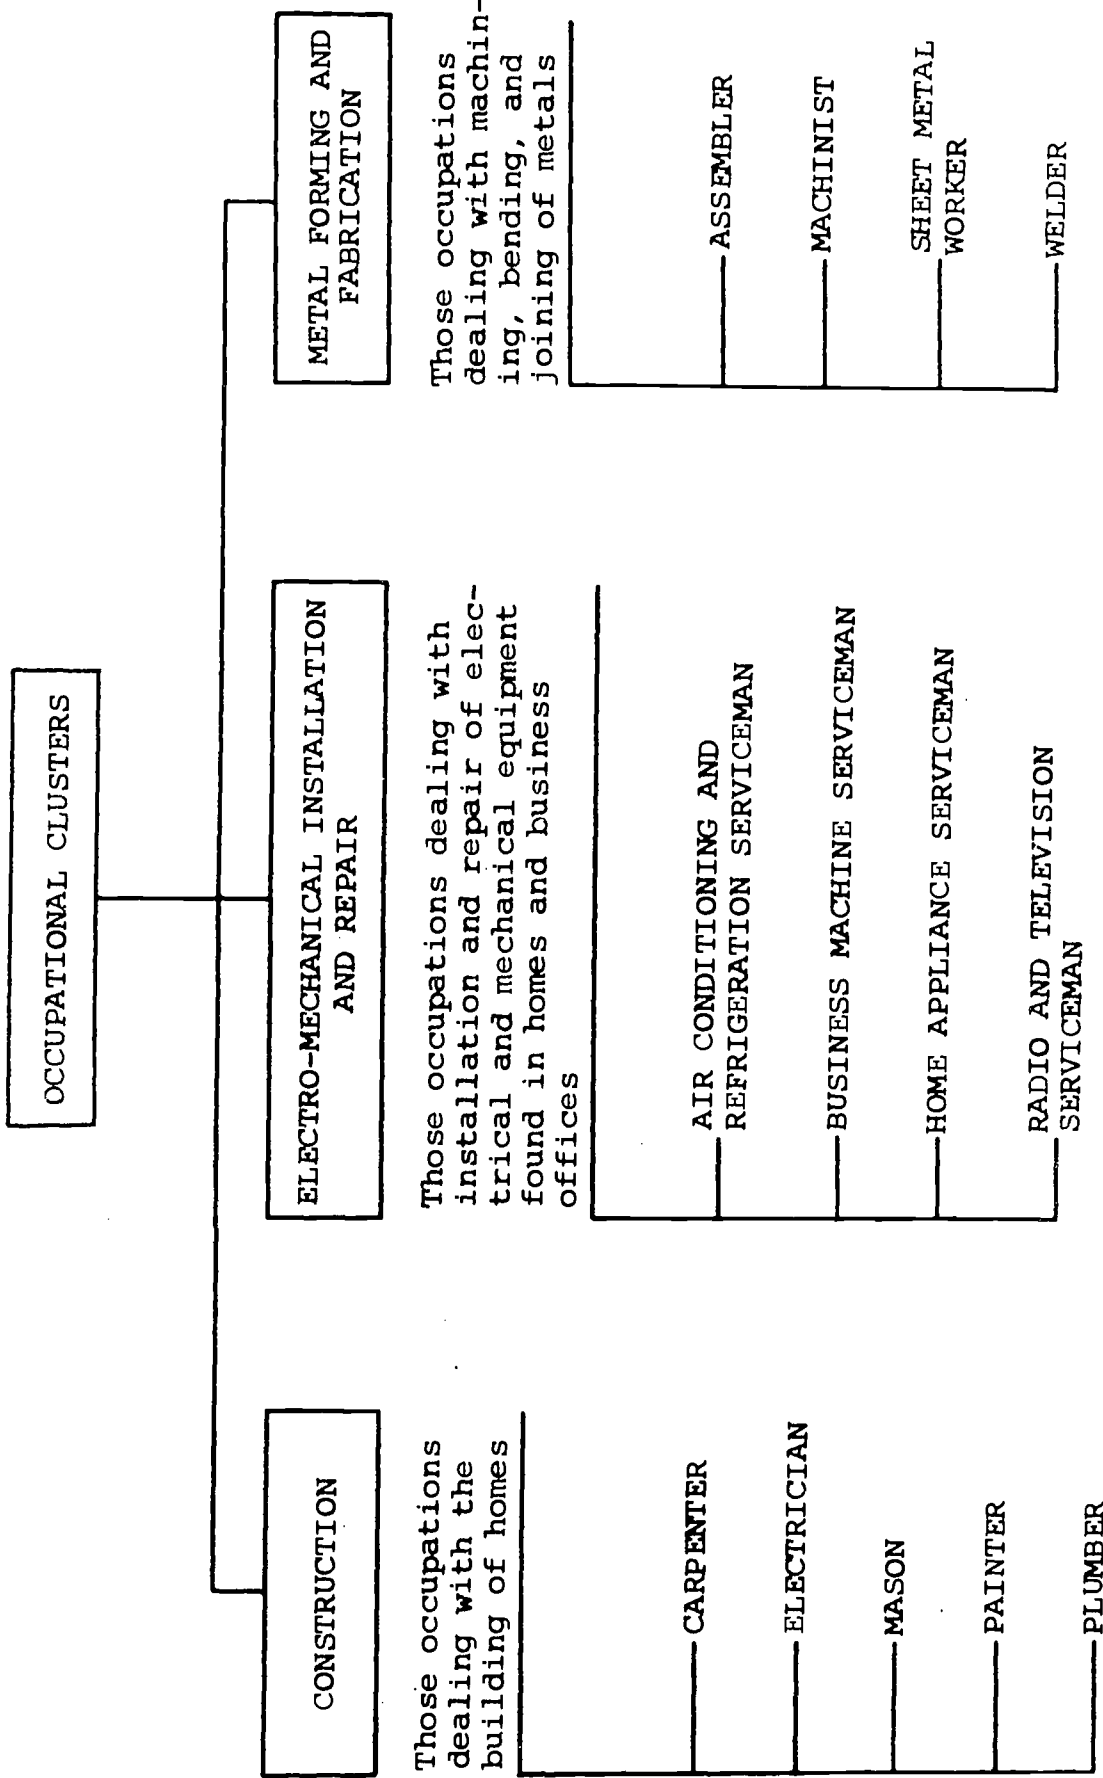 OCCUPATIONAL CLUSTERS
CONSTRUCTION
Those occupations
dealing with the
building of homes
CARPENTER
ELECTRICIAN
MASON
PAINTER
PLUMBER
ELECTRO-MECHANICAL INSTALLATION
AND REPAIR
Those occupations dealing with
installation and repair of elec-
trical and mechanical equipment
found in homes and business
offices
AIR CONDITIONING AND
REFRIGERATION SERVICEMAN
BUSINESS MACHINE SERVICEMAN
HOME APPLIANCE SERVICEMAN
RADIO AND TELEVISION
SERVICEMAN
METAL FORMING AND
FABRICATION
Those occupations
dealing with machin-
ing, bending, and
joining of metals
ASSEMBLER
MACHINIST
SHEET METAL
WORKER
WELDER